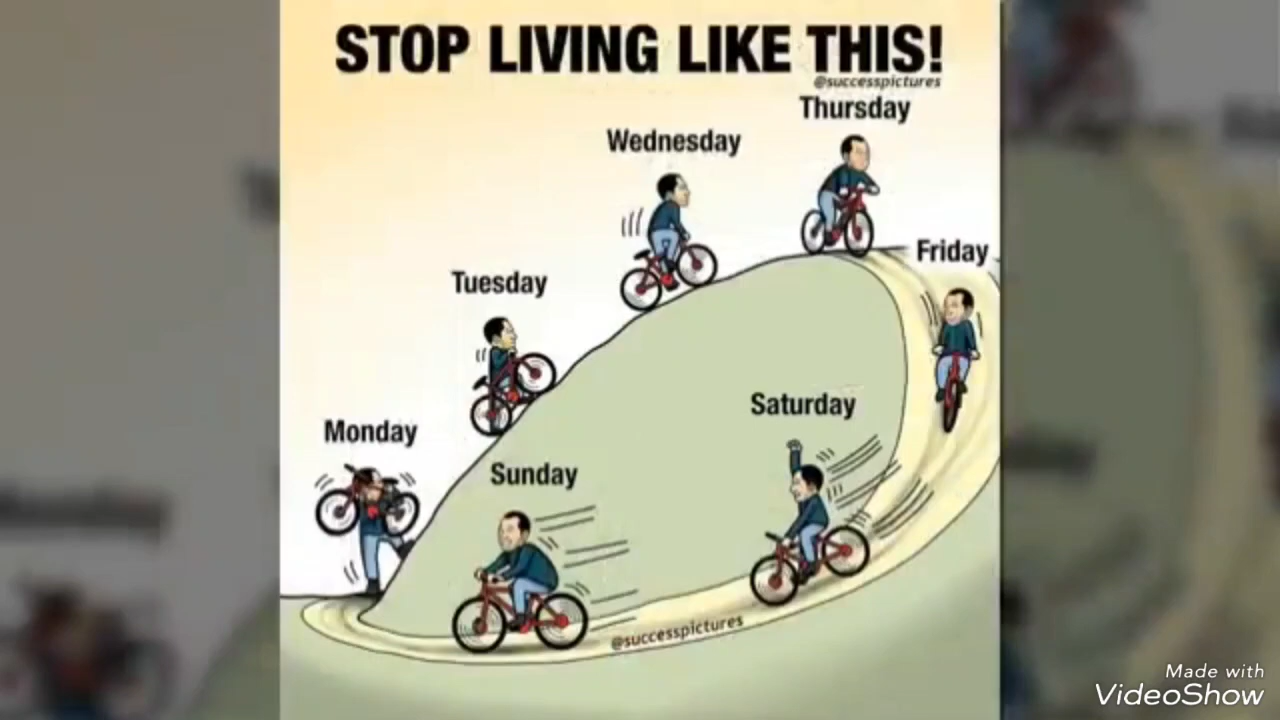 STOP LIVING LIKE THIS!
@successpictures
Thursday
Wednesday
Friday
Tuesday
Saturday
Monday
Sunday
@successpictures
Made with
VideoShow